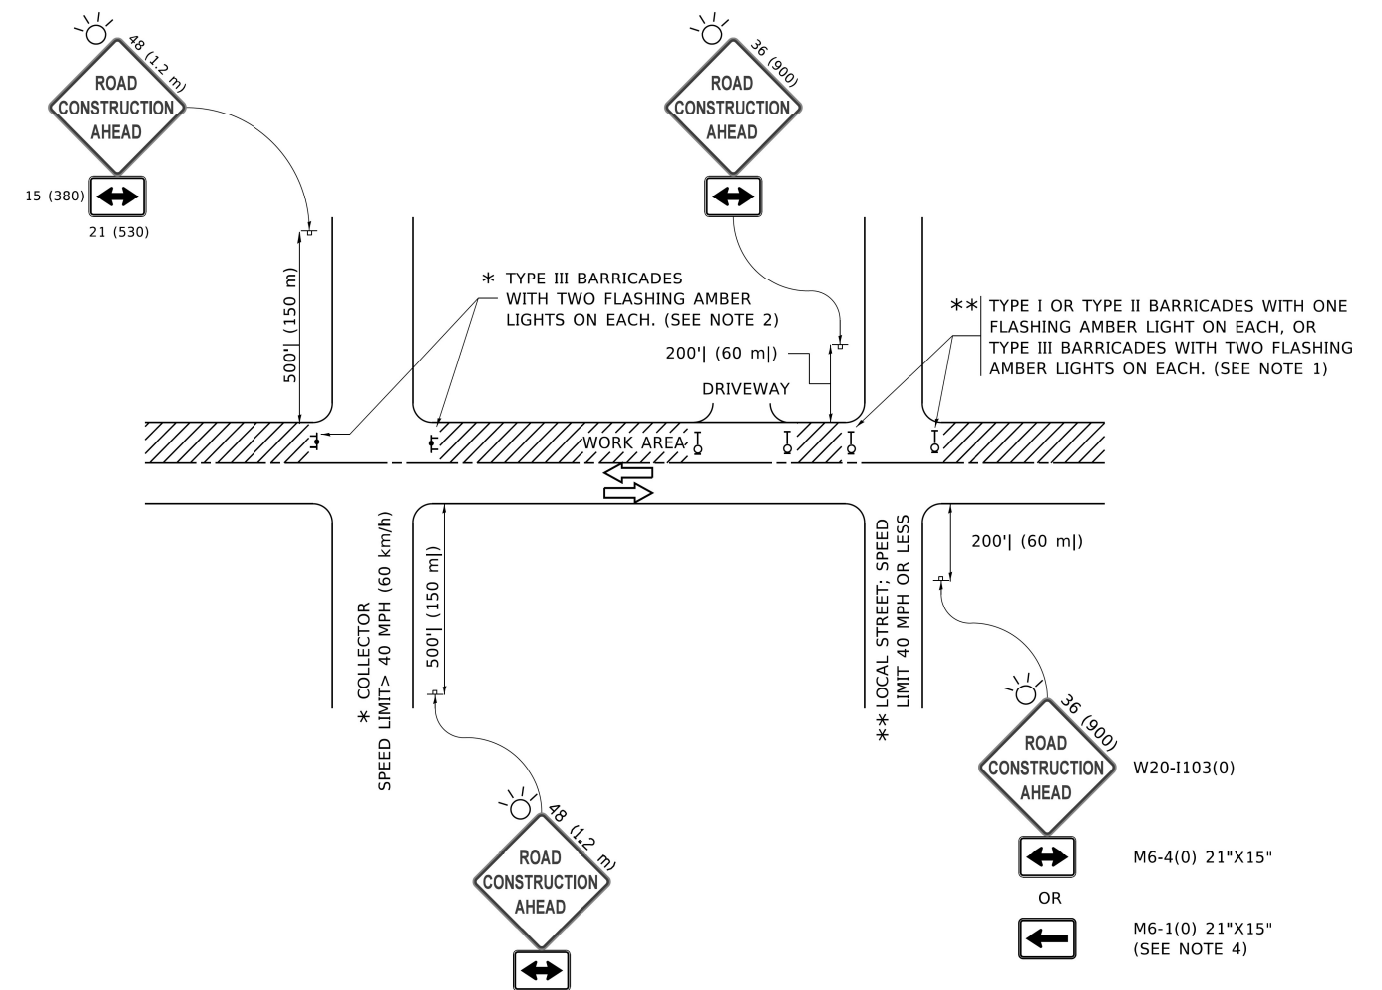 48 (1.2 m)
ROAD
CONSTRUCTION
AHEAD
15 (380)
21 (530)
36 (900)
ROAD
CONSTRUCTION
AHEAD
500'| (150 m)
* TYPE III BARRICADES
WITH TWO FLASHING AMBER
LIGHTS ON EACH. (SEE NOTE 2)
200'| (60 m|)
DRIVEWAY
** TYPE I OR TYPE II BARRICADES WITH ONE
FLASHING AMBER LIGHT ON EACH, OR
TYPE III BARRICADES WITH TWO FLASHING
AMBER LIGHTS ON EACH. (SEE NOTE 1)
WORK AREA
* COLLECTOR
SPEED LIMIT> 40 MPH (60 km/h)
500'| (150 m|)
** LOCAL STREET; SPEED
LIMIT 40 MPH OR LESS
200'| (60 m|)
48 (1.2 m)
ROAD
CONSTRUCTION
AHEAD
36 (900)
ROAD
CONSTRUCTION
AHEAD
W20-I103(0)
M6-4(0) 21"X15"
OR
M6-1(0) 21"X15"
(SEE NOTE 4)